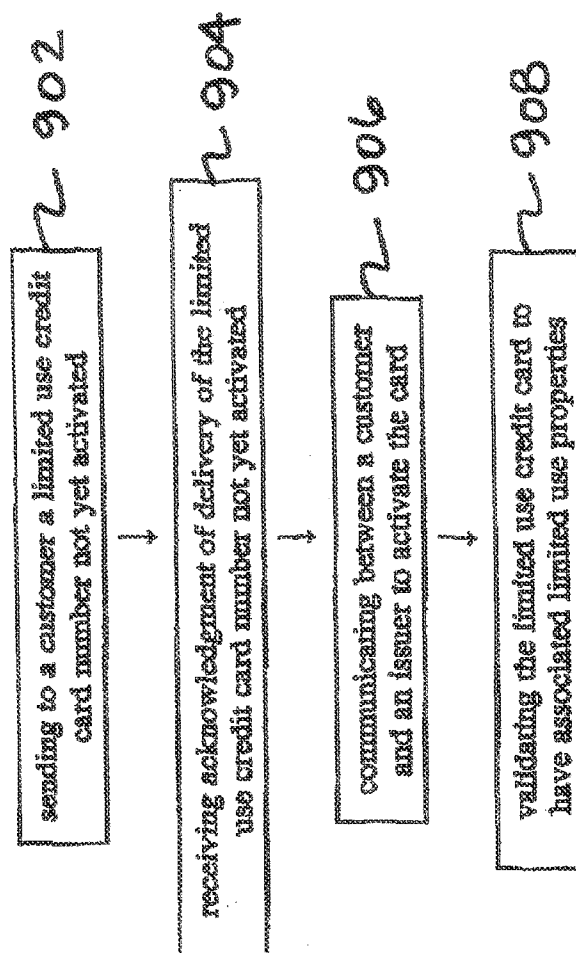 sending to a customer a limited use credit
card number not yet activated
902
receiving acknowledgment of delivery of the limited
use credit card number not yet activated
904
communicating between a customer
and an issuer to activate the card
906
validating the limited use credit card to
have associated limited use properties
908